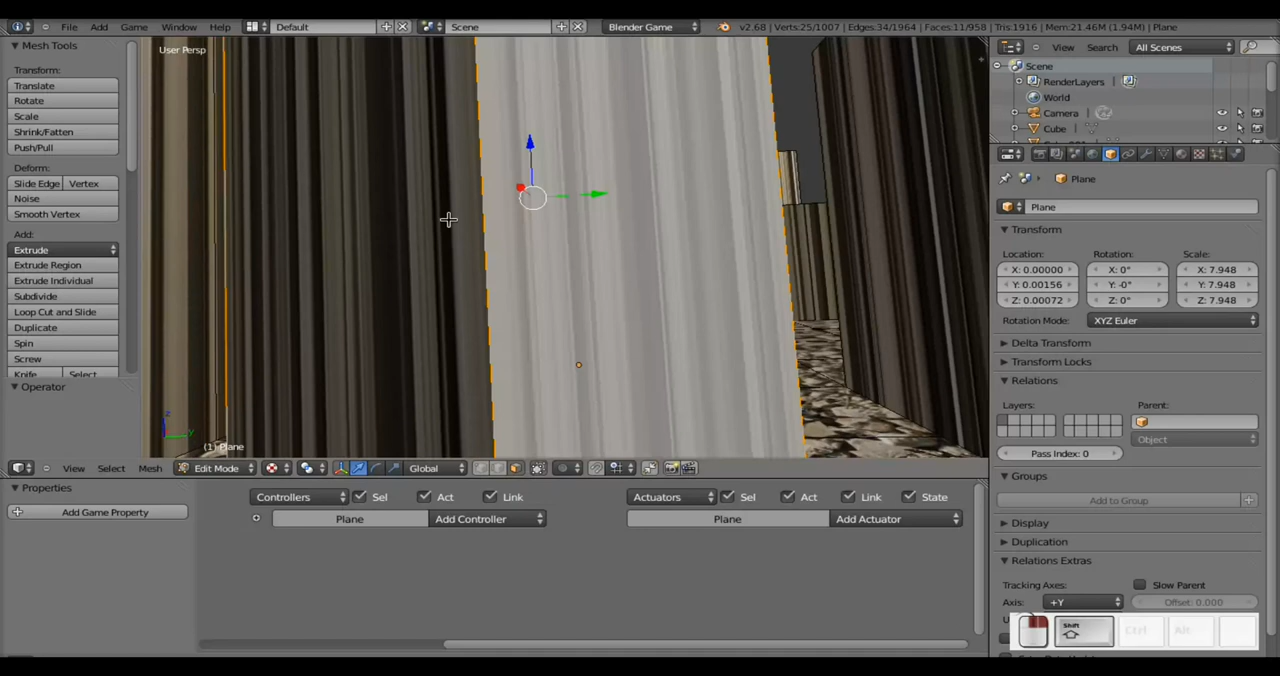 File Add Game Window Help Default Scene Blender Game v2.68 | Verts:25/1007 | Edges:34/1964 | Faces:11/958 | Tris:1916 | Mem:21.46M (1.94M) | Plane
Mesh Tools
Transform:
Translate
Rotate
Scale
Shrink/Fatten
Push/Pull
Deform:
Slide Edge Vertex
Noise
Smooth Vertex
Add:
Extrude
Extrude Region
Extrude Individual
Subdivide
Loop Cut and Slide
Duplicate
Spin
Screw
Knife Select
Operator
User Persp
z
y
(1) Plane
View Select Mesh Edit Mode Global
Properties
Add Game Property
Controllers Sel Act Link
Plane Add Controller
Actuators Sel Act Link State
Plane Add Actuator
View Search All Scenes
Scene
RenderLayers |
World
Camera |
Cube |
Plane
Plane
Transform
Location: Rotation: Scale:
X: 0.00000 X: 0° X: 7.948
Y: 0.00156 Y: -0° Y: 7.948
Z: 0.00072 Z: 0° Z: 7.948
Rotation Mode: XYZ Euler
Delta Transform
Transform Locks
Relations
Layers: Parent:
Object
Pass Index: 0
Groups
Add to Group
Display
Duplication
Relations Extras
Tracking Axes: Slow Parent
Axis: +Y Offset: 0.000
Shift Ctrl Alt